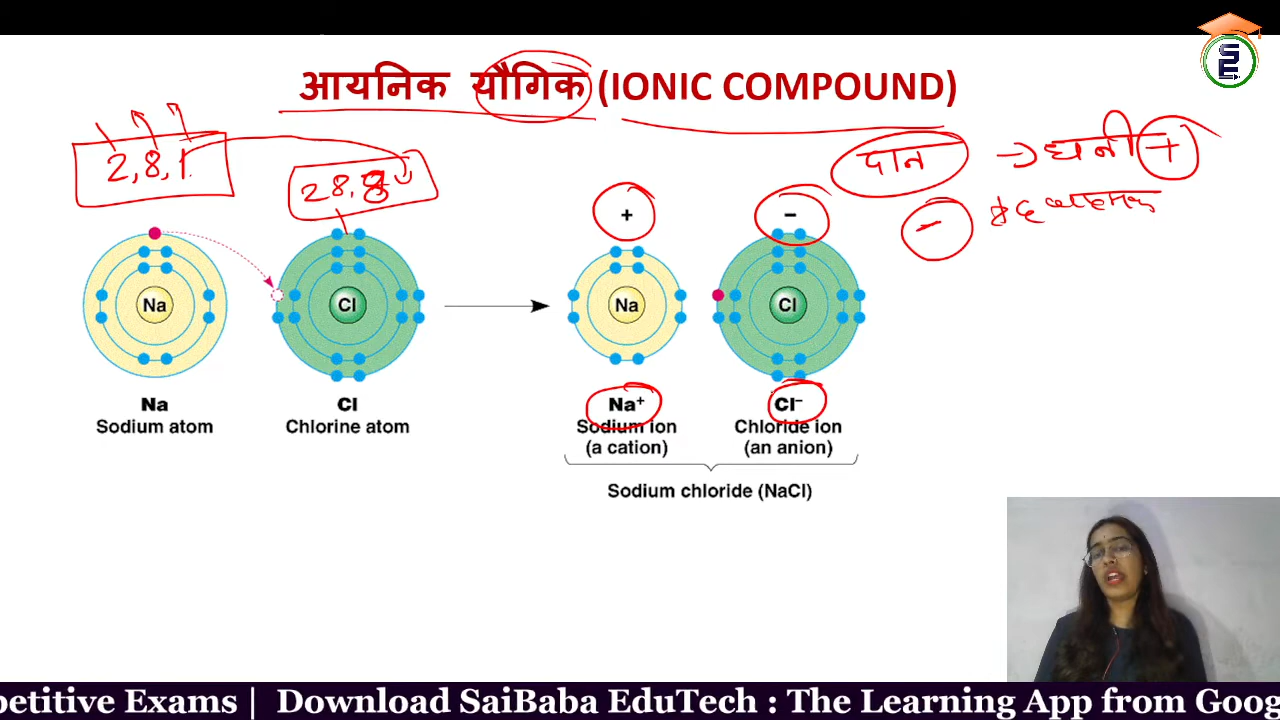 आयनिक यौगिक (IONIC COMPOUND)
2, 8, 1
2 8, 8
दान → धनी +
+ −
−
Na Cl Na Cl
Na Cl Na⁺ Cl⁻
Sodium atom Chlorine atom Sodium ion Chloride ion
(a cation) (an anion)
Sodium chloride (NaCl)
petitive Exams | Download SaiBaba EduTech : The Learning App from Goog